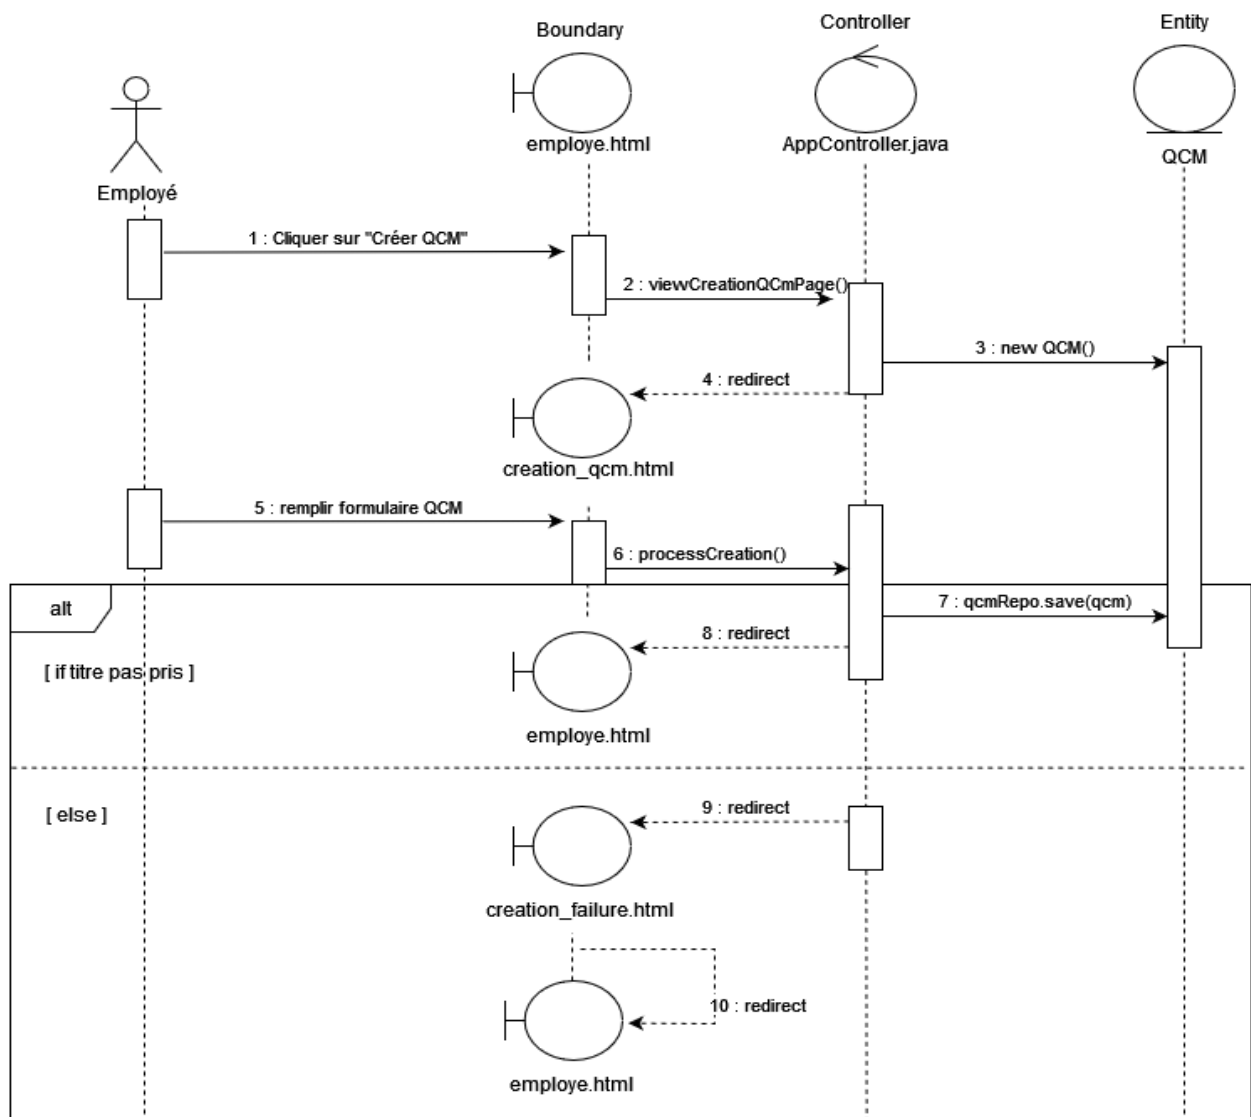 Boundary
Controller
Entity
employe.html
AppController.java
QCM
Employé
1 : Cliquer sur "Créer QCM"
2 : viewCreationQCmPage()
3 : new QCM()
4 : redirect
creation_qcm.html
5 : remplir formulaire QCM
6 : processCreation()
alt
7 : qcmRepo.save(qcm)
8 : redirect
[ if titre pas pris ]
employe.html
[ else ]
9 : redirect
creation_failure.html
10 : redirect
employe.html